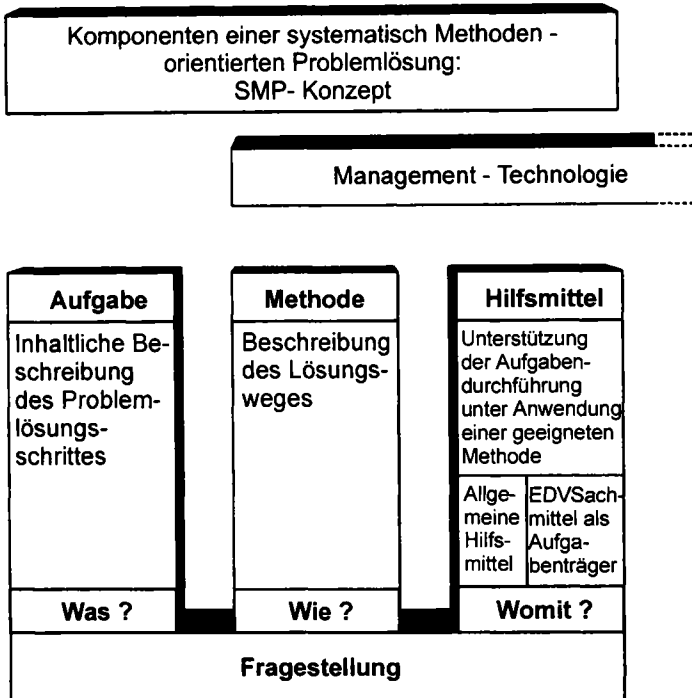 Komponenten einer systematisch Methoden -
orientierten Problemlösung:
SMP- Konzept
Management - Technologie
Aufgabe
Inhaltliche Be-
schreibung
des Problem-
lösungs-
schrittes
Was ?
Methode
Beschreibung
des Lösungs-
weges
Wie ?
Hilfsmittel
Unterstützung
der Aufgaben-
durchführung
unter Anwendung
einer geeigneten
Methode
Allge-
meine
Hilfs-
mittel
EDVSach-
mittel als
Aufga-
benträger
Womit ?
Fragestellung